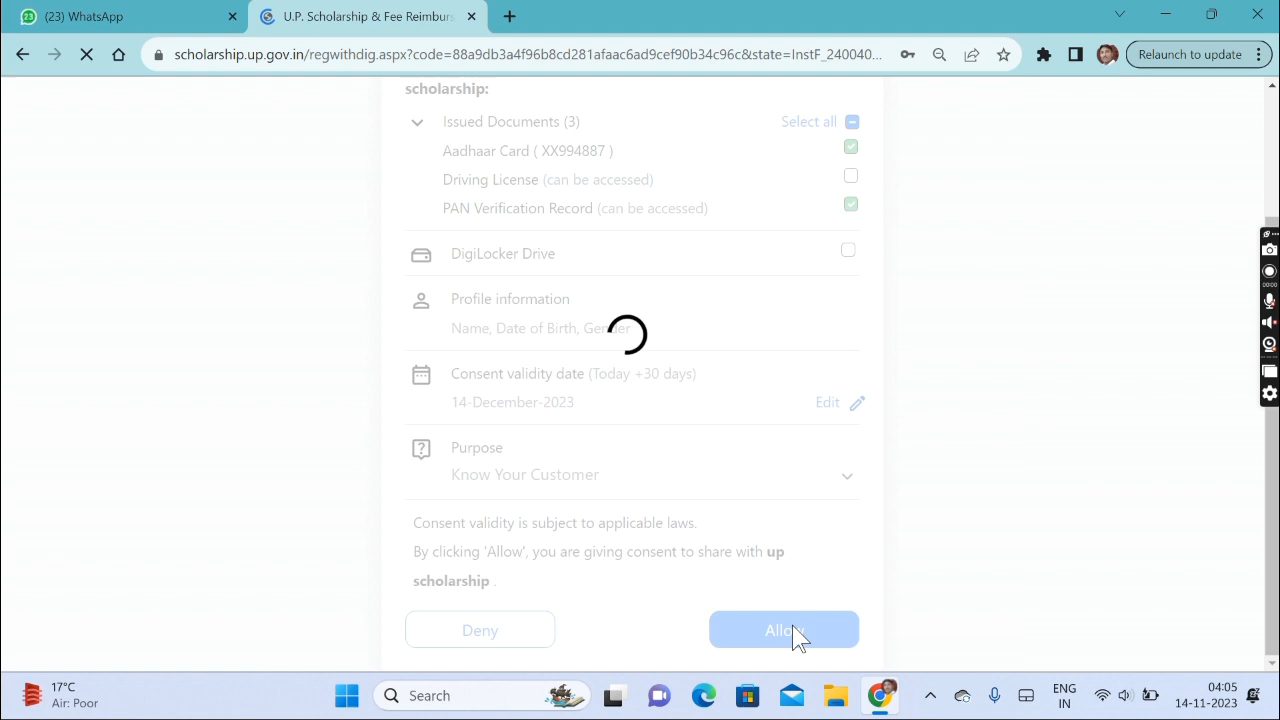 (23) WhatsApp
U.P. Scholarship & Fee Reimburs
scholarship.up.gov.in/regwithdig.aspx?code=88a9db3a4f96b8cd281afaac6ad9cef90b34c96c&state=InstF_240040...
Relaunch to update
scholarship:
Issued Documents (3)
Select all
Aadhaar Card ( XX994887 )
Driving License (can be accessed)
PAN Verification Record (can be accessed)
DigiLocker Drive
Profile information
Name, Date of Birth, Gender
Consent validity date (Today +30 days)
14-December-2023
Edit
Purpose
Know Your Customer
Consent validity is subject to applicable laws.
By clicking 'Allow', you are giving consent to share with up
scholarship .
Deny
Allow
00:00
17°C
Air: Poor
Search
ENG
IN
04:05
14-11-2023